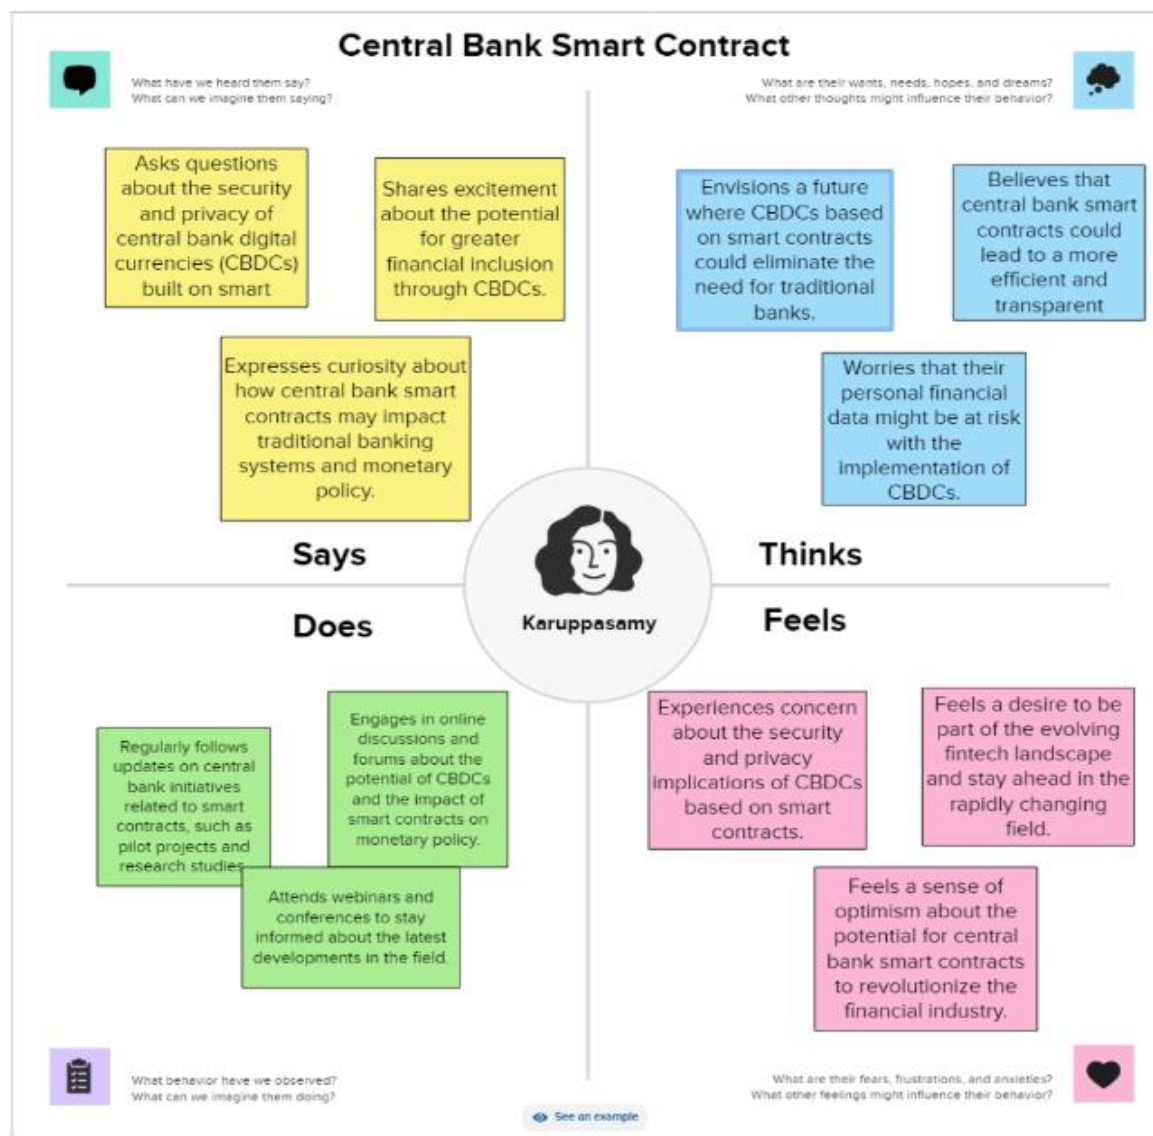 Central Bank Smart Contract
What have we heard them say?
What can we imagine them saying?
What are their wants, needs, hopes, and dreams?
What other thoughts might influence their behavior?
Asks questions
about the security
and privacy of
central bank digital
currencies (CBDCs)
built on smart
Shares excitement
about the potential
for greater
financial inclusion
through CBDCs.
Expresses curiosity about
how central bank smart
contracts may impact
traditional banking
systems and monetary
policy.
Envisions a future
where CBDCs based
on smart contracts
could eliminate the
need for traditional
banks.
Believes that
central bank smart
contracts could
lead to a more
efficient and
transparent
Worries that their
personal financial
data might be at risk
with the
implementation of
CBDCs.
Says
Thinks
Karuppasamy
Does
Feels
Regularly follows
updates on central
bank initiatives
related to smart
contracts, such as
pilot projects and
research studies
Engages in online
discussions and
forums about the
potential of CBDCs
and the impact of
smart contracts on
monetary policy.
Attends webinars and
conferences to stay
informed about the latest
developments in the field.
Experiences concern
about the security
and privacy
implications of CBDCs
based on smart
contracts.
Feels a desire to be
part of the evolving
fintech landscape
and stay ahead in the
rapidly changing
field.
Feels a sense of
optimism about the
potential for central
bank smart contracts
to revolutionize the
financial industry.
What behavior have we observed?
What can we imagine them doing?
What are their fears, frustrations, and anxieties?
What other feelings might influence their behavior?
See an example